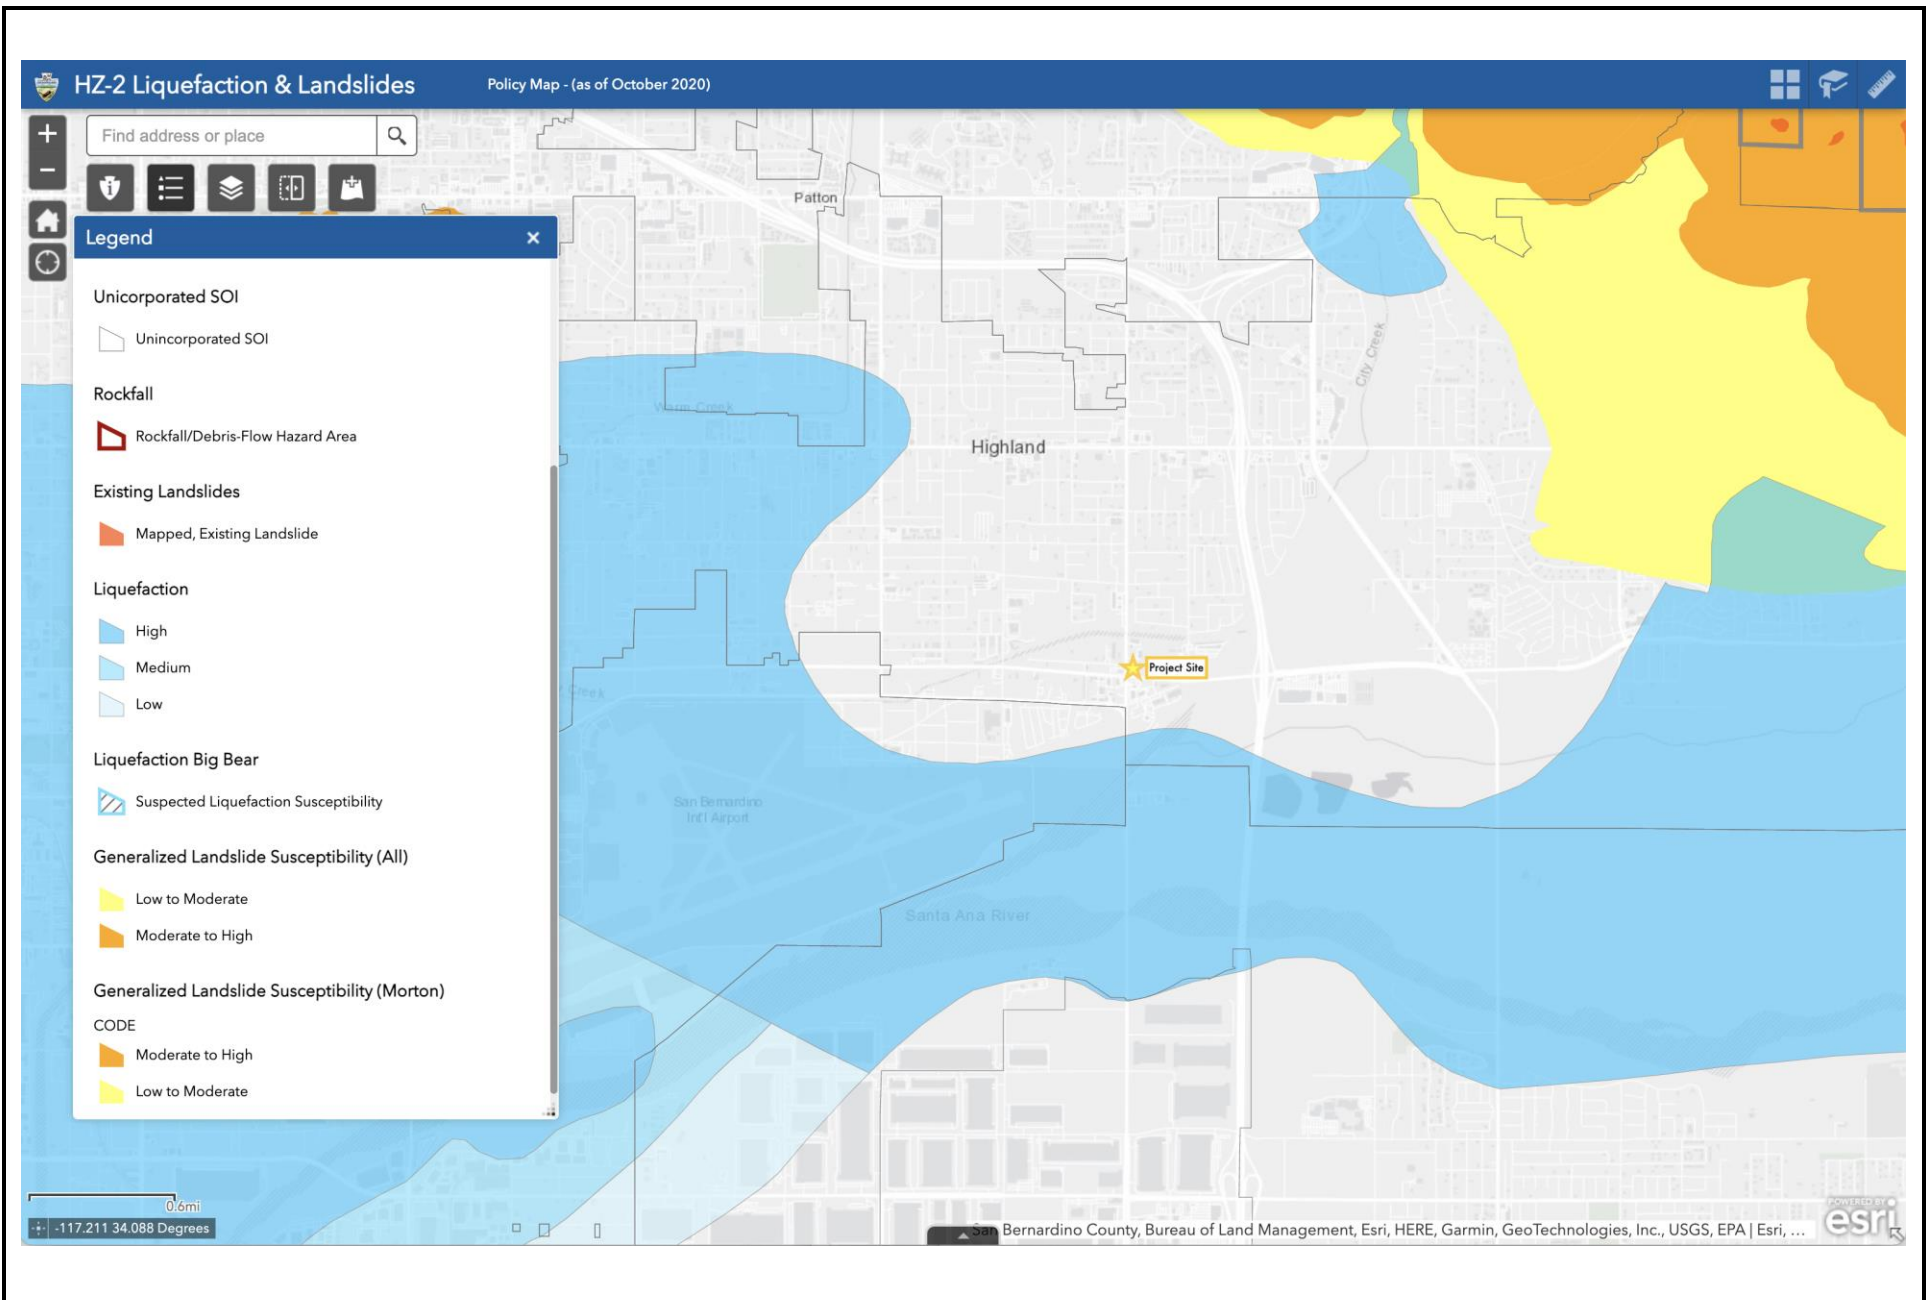 HZ-2 Liquefaction & Landslides
Policy Map - (as of October 2020)
Find address or place
Legend
Unicorporated SOI
Unincorporated SOI
Rockfall
Rockfall/Debris-Flow Hazard Area
Existing Landslides
Mapped, Existing Landslide
Liquefaction
High
Medium
Low
Liquefaction Big Bear
Suspected Liquefaction Susceptibility
Generalized Landslide Susceptibility (All)
Low to Moderate
Moderate to High
Generalized Landslide Susceptibility (Morton)
CODE
Moderate to High
Low to Moderate
Patton
City Creek
Warm Creek
Highland
Project Site
Creek
San Bernardino
Int'l Airport
Santa Ana River
0.6mi
-117.211 34.088 Degrees
San Bernardino County, Bureau of Land Management, Esri, HERE, Garmin, GeoTechnologies, Inc., USGS, EPA | Esri, ...
POWERED BY
esri